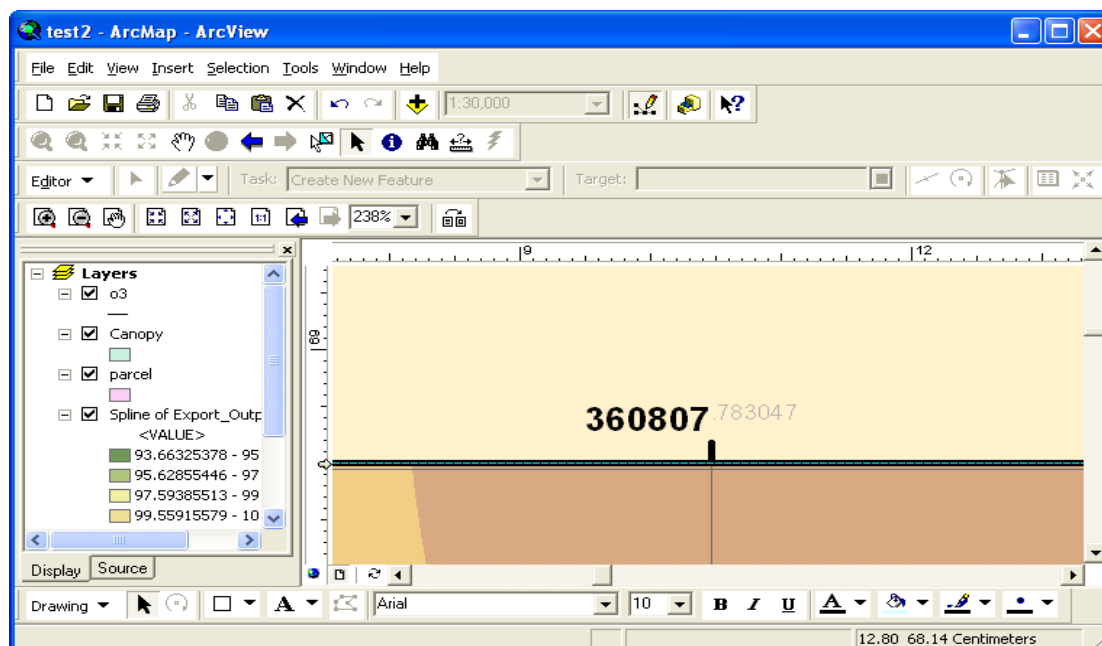 test2 - ArcMap - ArcView
File Edit View Insert Selection Tools Window Help
1:30,000
Editor Task: Create New Feature Target:
1:1 238%
Layers
o3
Canopy
parcel
Spline of Export_Outp
<VALUE>
93.66325378 - 95
95.62855446 - 97
97.59385513 - 99
99.55915579 - 10
Display Source
9 12
69
360807.783047
Drawing A Arial 10 B I U A
12.80 68.14 Centimeters